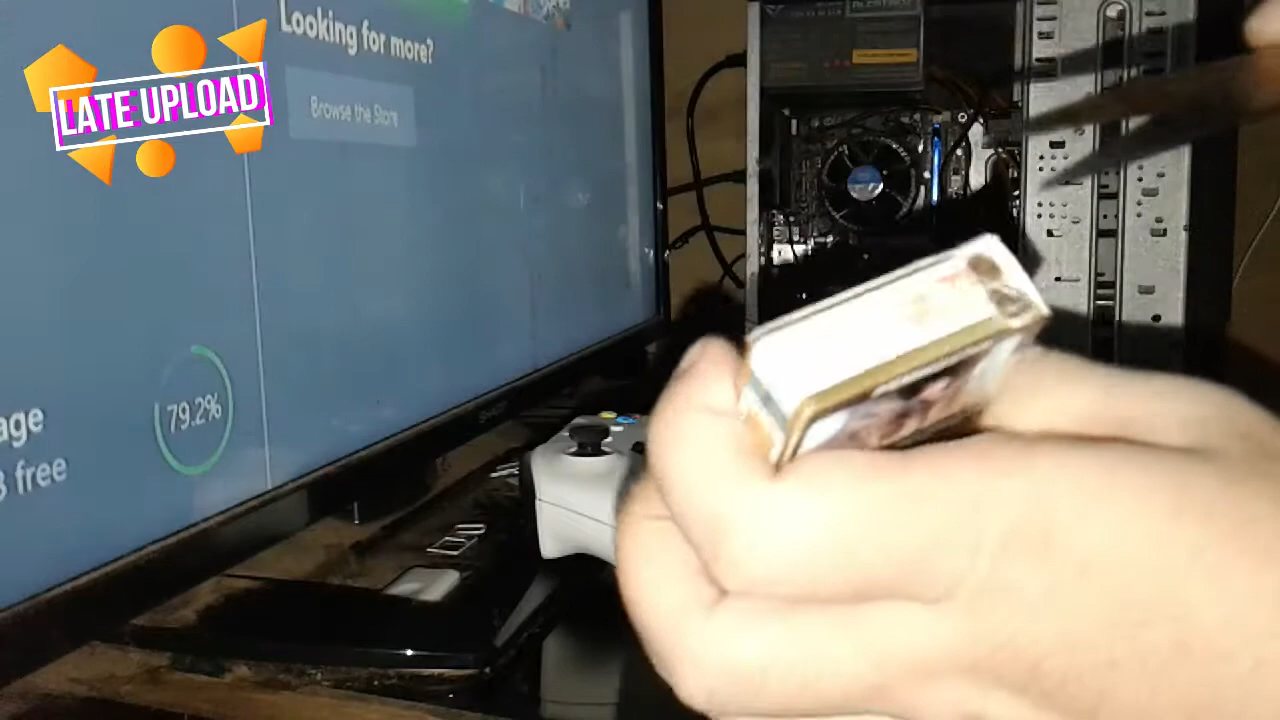 LATE UPLOAD
Looking for more?
Browse the Store
79.2%
age
B free